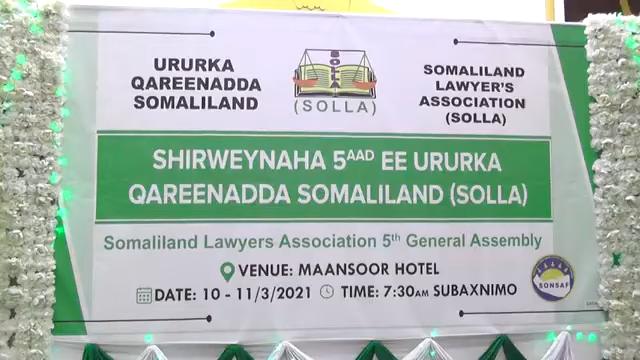 URURKA
QAREENADDA
SOMALILAND
SOLLA
(SOLLA)
SOMALILAND
LAWYER'S
ASSOCIATION
(SOLLA)
SHIRWEYNAHA 5AAD EE URURKA
QAREENADDA SOMALILAND (SOLLA)
Somaliland Lawyers Association 5th General Assembly
VENUE: MAANSOOR HOTEL
DATE: 10 - 11/3/2021 TIME: 7:30AM SUBAXNIMO
SONSAF